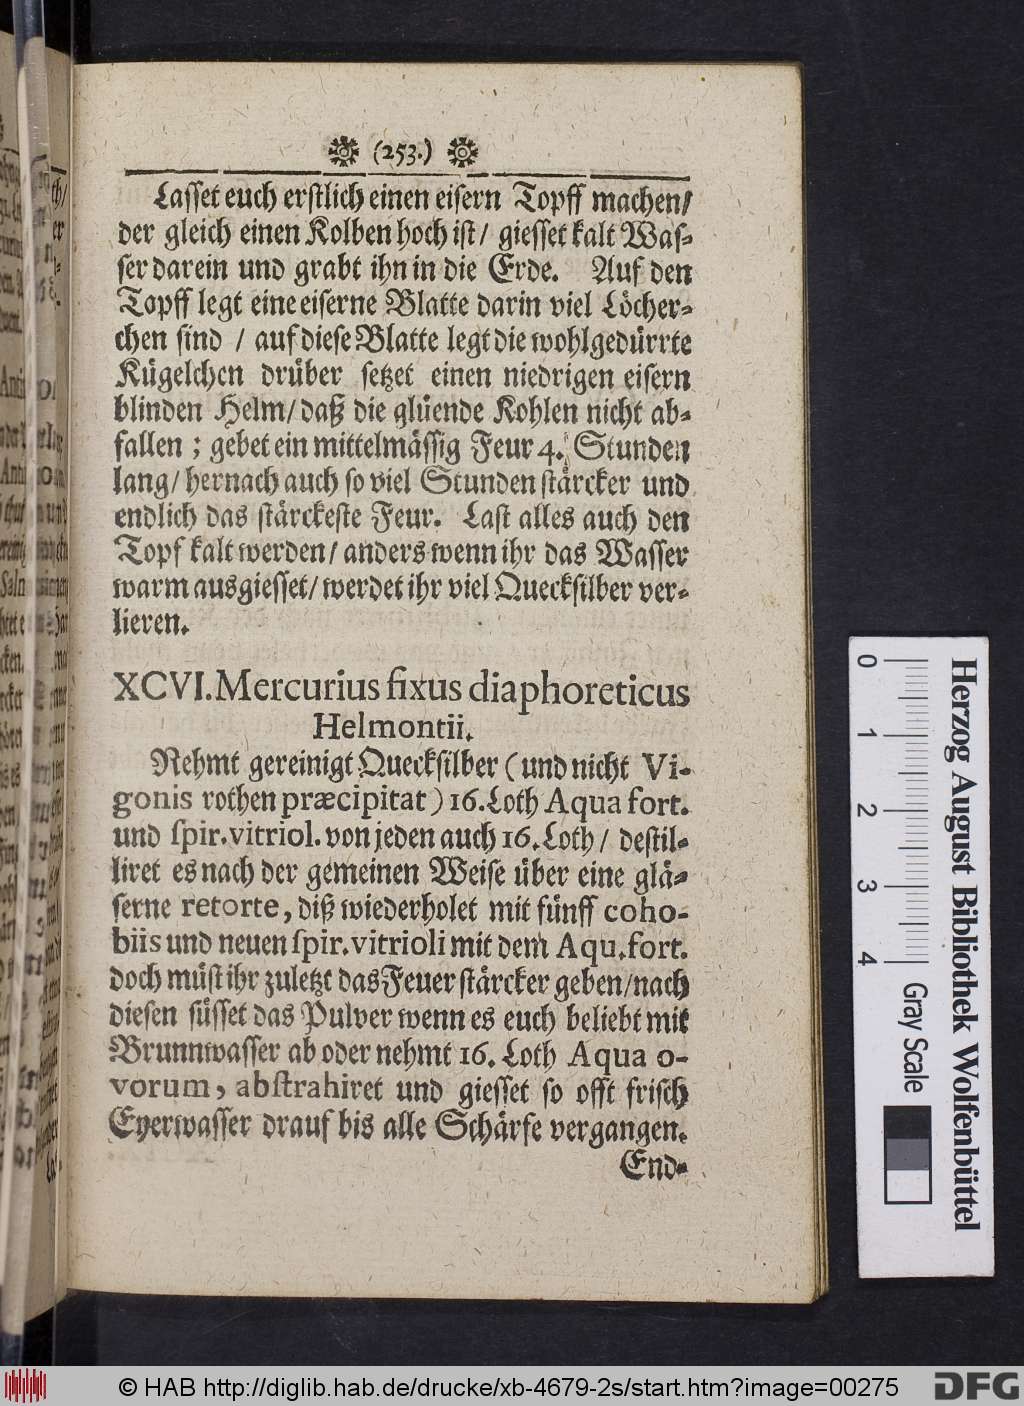 (253.)
Lasset euch erstlich einen eisern Topff machen/
der gleich einen Kolben hoch ist/ giesset kalt Was-
ser darein und grabt ihn in die Erde. Auf den
Topff legt eine eiserne Blatte darin viel Löcher-
chen sind / auf diese Blatte legt die wohlgedürrte
Kügelchen drüber setzet einen niedrigen eisern
blinden Helm/ daß die glüende Kohlen nicht ab-
fallen ; gebet ein mittelmässig Feur 4. Stunden
lang/ hernach auch so viel Stunden stärcker und
endlich das stärckeste Feur. Last alles auch den
Topf kalt werden/ anders wenn ihr das Wasser
warm ausgiesset/ werdet ihr viel Quecksilber ver-
lieren.
XCVI. Mercurius fixus diaphoreticus
Helmontii.
Nehmt gereinigt Quecksilber ( und nicht Vi-
gonis rothen præcipitat ) 16. Loth Aqua fort.
und spir. vitriol. von jeden auch 16. Loth / destil-
liret es nach der gemeinen Weise über eine glä-
serne retorte, diß wiederholet mit fünff coho-
biis und neuen spir. vitrioli mit dem Aqu. fort.
doch müst ihr zuletzt das Feuer stärcker geben/ nach
diesen süsset das Pulver wenn es euch beliebt mit
Brunnwasser ab oder nehmt 16. Loth Aqua o-
vorum, abstrahiret und giesset so offt frisch
Eyerwasser drauf bis alle Schärfe vergangen.
End-
0 1 2 3 4
Herzog August Bibliothek Wolfenbüttel
Gray Scale
© HAB http://diglib.hab.de/drucke/xb-4679-2s/start.htm?image=00275
DFG